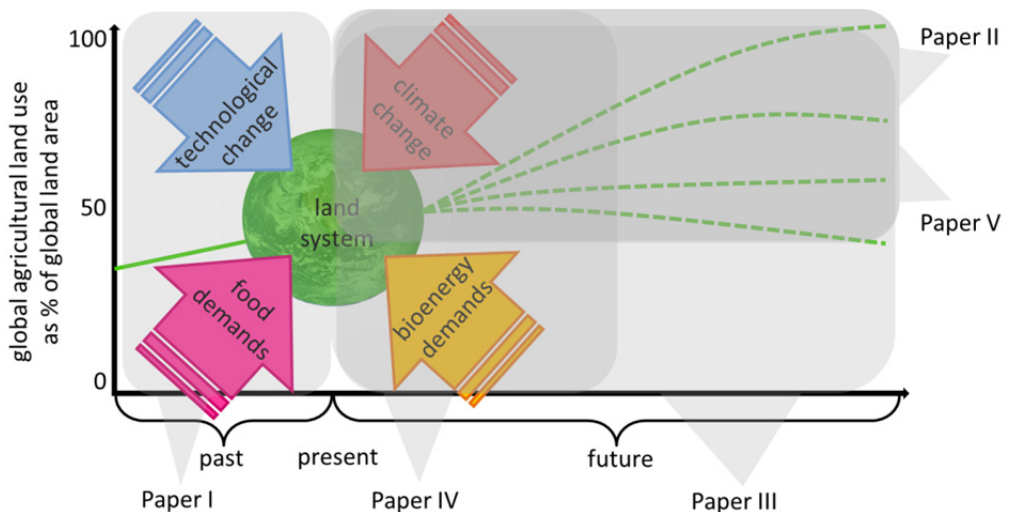 global agricultural land use
as % of global land area
100
50
0
technological
change
climate
change
land
system
food
demands
bioenergy
demands
Paper II
Paper V
past
present
future
Paper I
Paper IV
Paper III